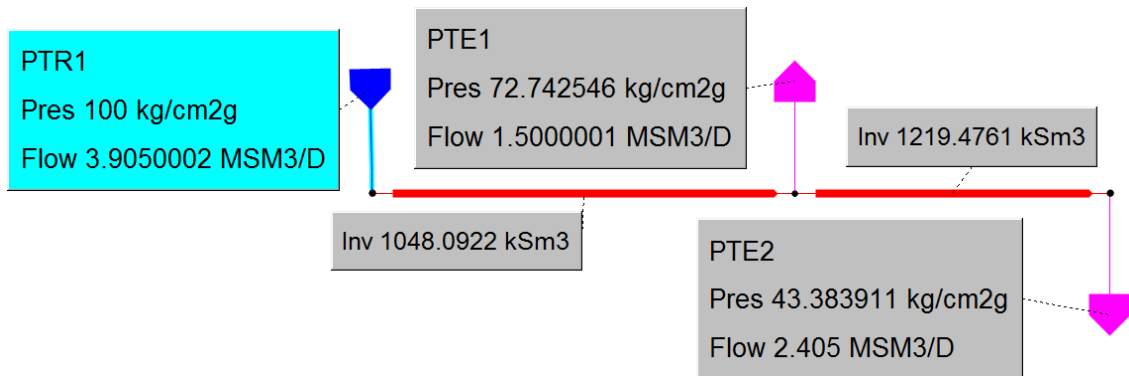 PTR1
Pres 100 kg/cm2g
Flow 3.9050002 MSM3/D
PTE1
Pres 72.742546 kg/cm2g
Flow 1.5000001 MSM3/D
Inv 1219.4761 kSm3
Inv 1048.0922 kSm3
PTE2
Pres 43.383911 kg/cm2g
Flow 2.405 MSM3/D